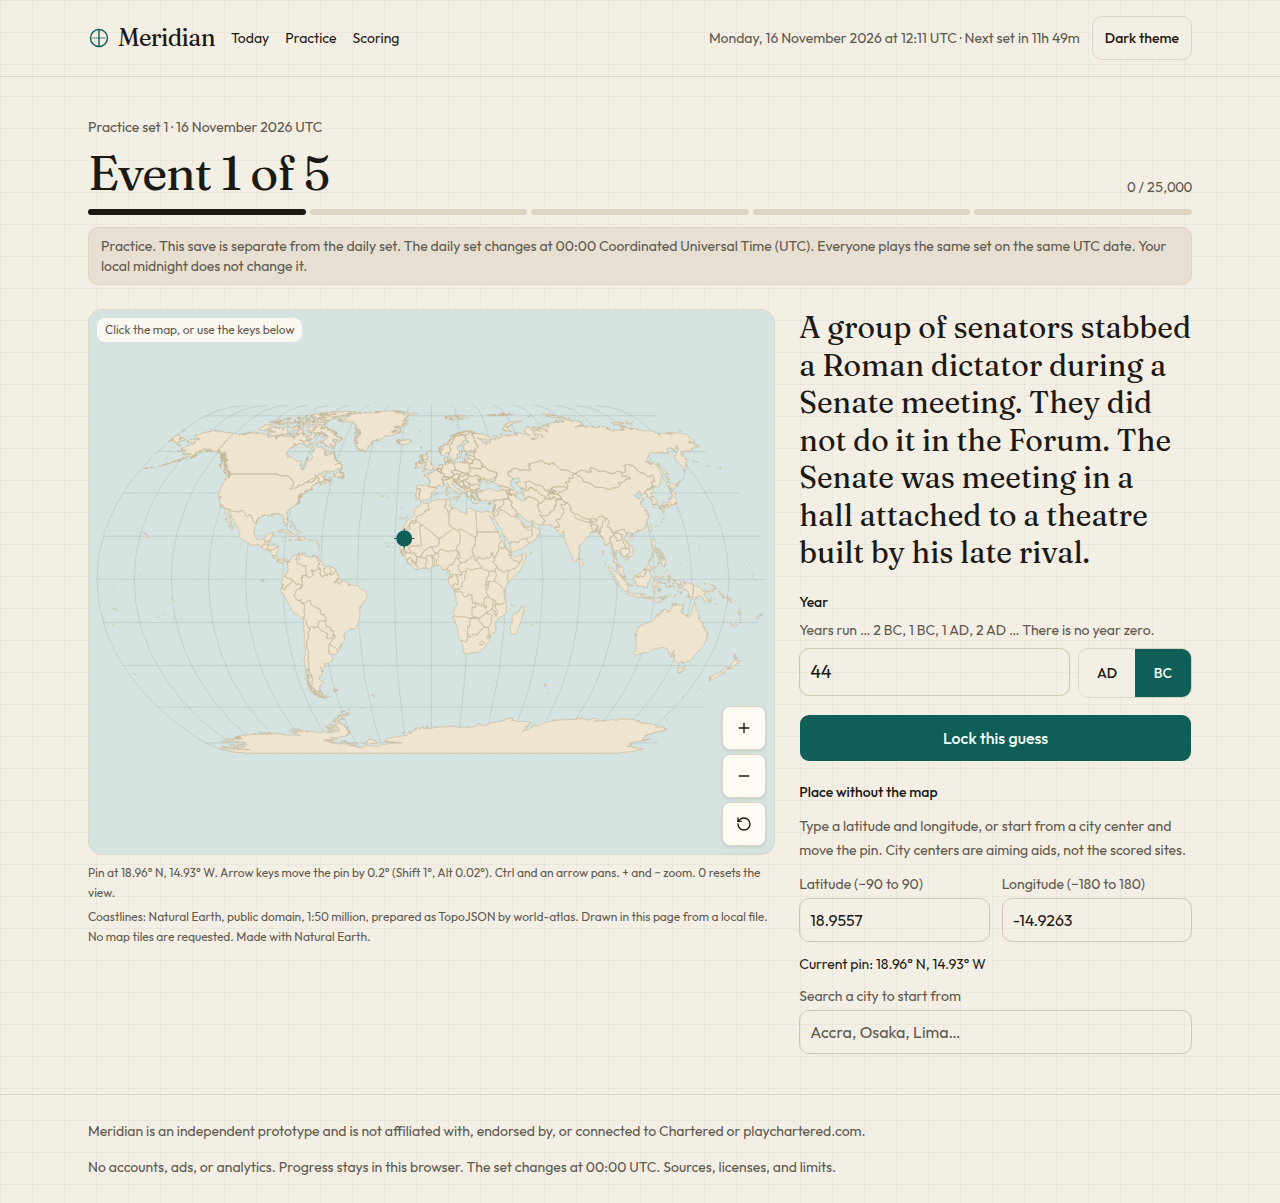 Meridian Today Practice Scoring
Monday, 16 November 2026 at 12:11 UTC · Next set in 11h 49m
Dark theme
Practice set 1 · 16 November 2026 UTC
Event 1 of 5
0 / 25,000
Practice. This save is separate from the daily set. The daily set changes at 00:00 Coordinated Universal Time (UTC). Everyone plays the same set on the same UTC date. Your
local midnight does not change it.
Click the map, or use the keys below
+
−
Pin at 18.96° N, 14.93° W. Arrow keys move the pin by 0.2° (Shift 1°, Alt 0.02°). Ctrl and an arrow pans. + and − zoom. 0 resets the
view.
Coastlines: Natural Earth, public domain, 1:50 million, prepared as TopoJSON by world-atlas. Drawn in this page from a local file.
No map tiles are requested. Made with Natural Earth.
A group of senators stabbed
a Roman dictator during a
Senate meeting. They did
not do it in the Forum. The
Senate was meeting in a
hall attached to a theatre
built by his late rival.
Year
Years run … 2 BC, 1 BC, 1 AD, 2 AD … There is no year zero.
44
AD BC
Lock this guess
Place without the map
Type a latitude and longitude, or start from a city center and
move the pin. City centers are aiming aids, not the scored sites.
Latitude (−90 to 90) Longitude (−180 to 180)
18.9557 -14.9263
Current pin: 18.96° N, 14.93° W
Search a city to start from
Accra, Osaka, Lima…
Meridian is an independent prototype and is not affiliated with, endorsed by, or connected to Chartered or playchartered.com.
No accounts, ads, or analytics. Progress stays in this browser. The set changes at 00:00 UTC. Sources, licenses, and limits.